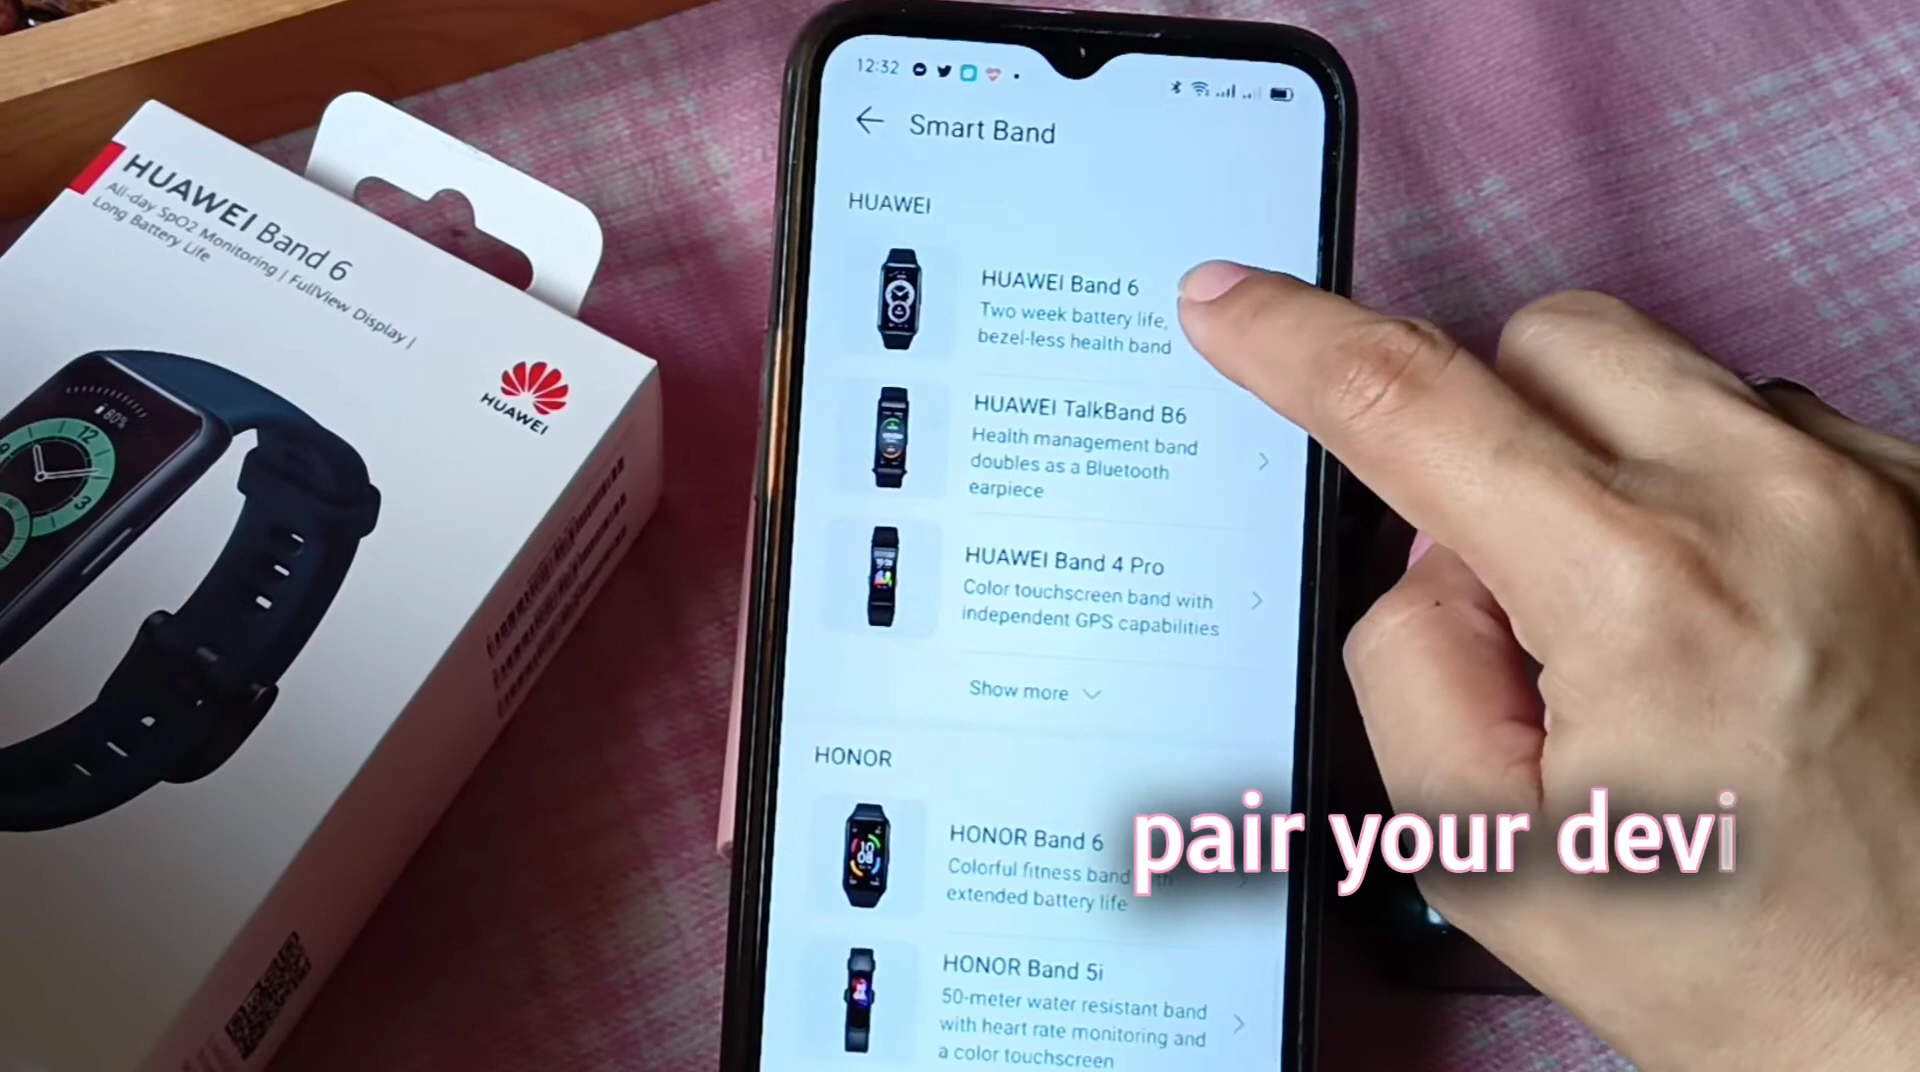 HUAWEI Band 6
All-day SpO2 Monitoring | FullView Display |
Long Battery Life
HUAWEI
80%
12
9
3
12:32
Smart Band
HUAWEI
HUAWEI Band 6
Two week battery life,
bezel-less health band
HUAWEI TalkBand B6
Health management band
doubles as a Bluetooth
earpiece
HUAWEI Band 4 Pro
Color touchscreen band with
independent GPS capabilities
Show more
HONOR
HONOR Band 6
Colorful fitness band
extended battery life
HONOR Band 5i
50-meter water resistant band
with heart rate monitoring and
a color touchscreen
pair your devi